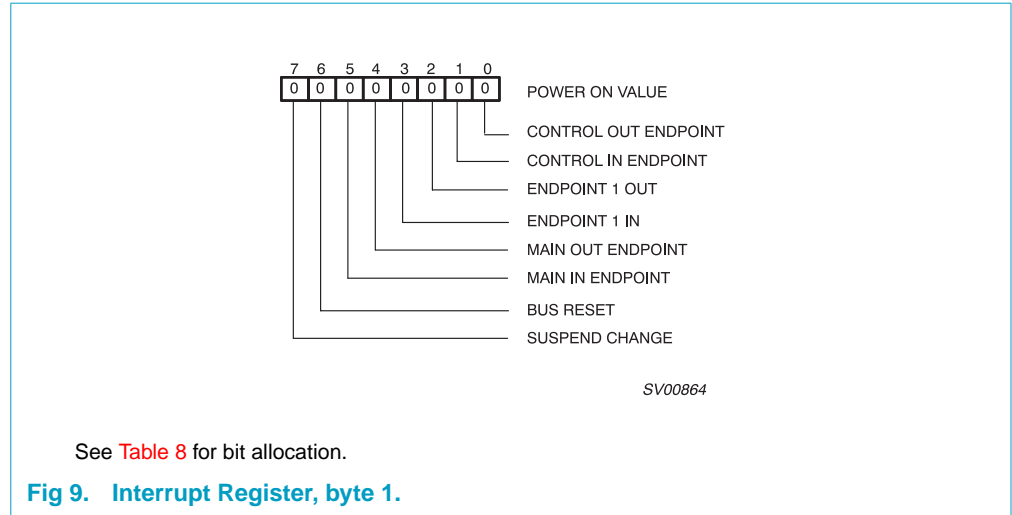 7 6 5 4 3 2 1 0
0 0 0 0 0 0 0 0 POWER ON VALUE
CONTROL OUT ENDPOINT
CONTROL IN ENDPOINT
ENDPOINT 1 OUT
ENDPOINT 1 IN
MAIN OUT ENDPOINT
MAIN IN ENDPOINT
BUS RESET
SUSPEND CHANGE
SV00864
See Table 8 for bit allocation.
Fig 9. Interrupt Register, byte 1.